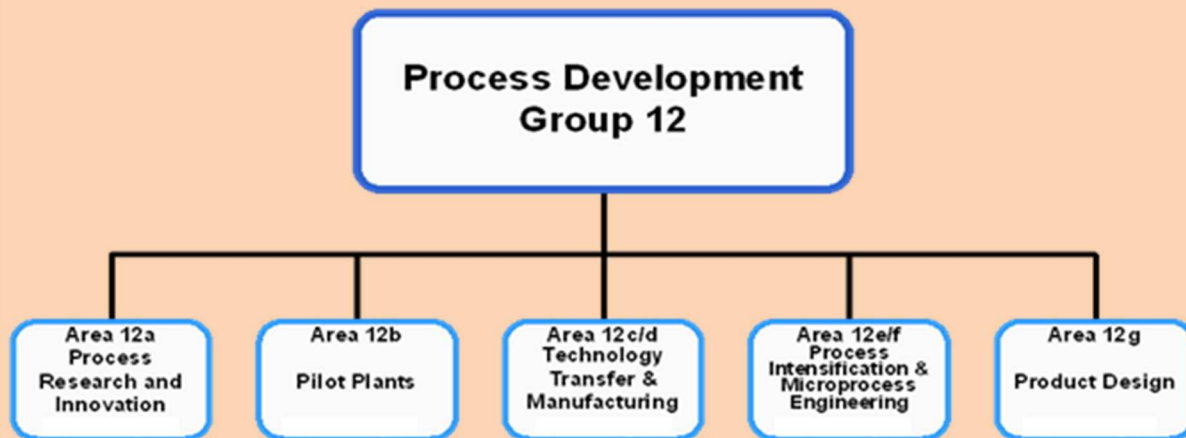 Process Development
Group 12
Area 12a
Process
Research and
Innovation
Area 12b
Pilot Plants
Area 12c/d
Technology
Transfer &
Manufacturing
Area 12e/f
Process
Intensification &
Microprocess
Engineering
Area 12g
Product Design